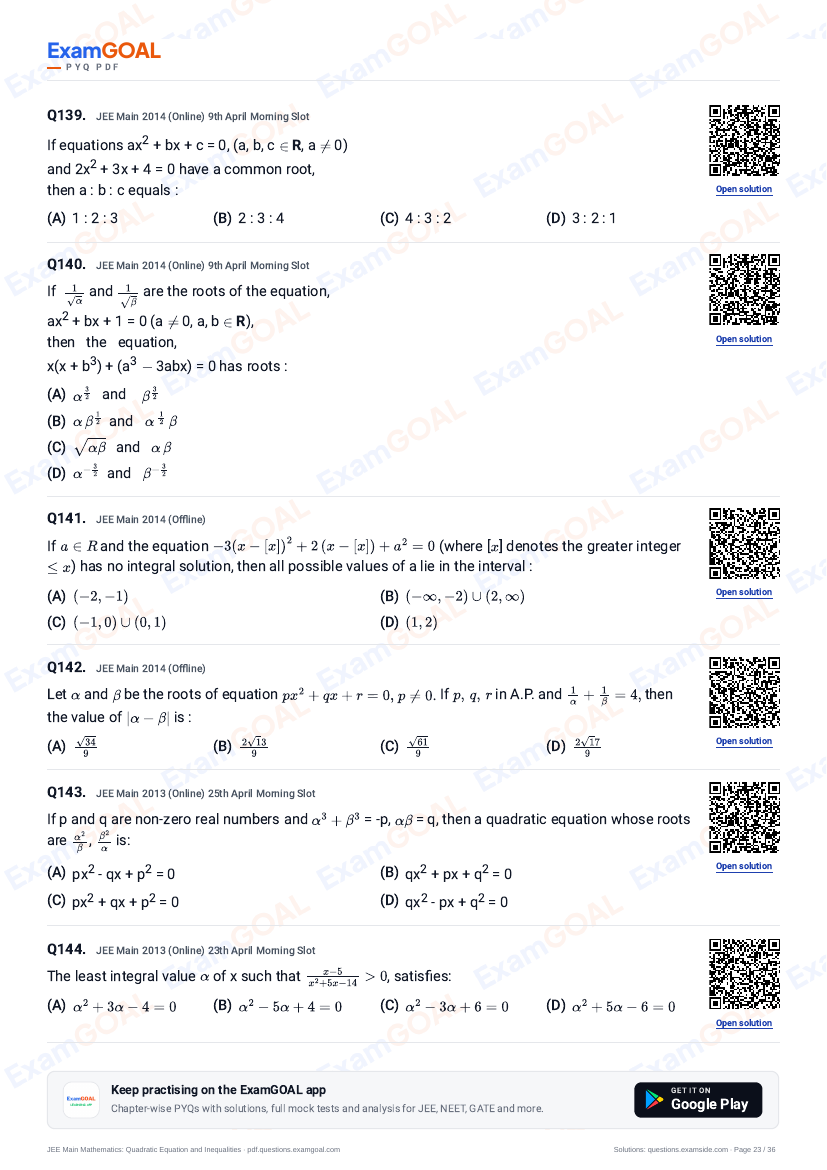 ExamGOAL
PYQ PDF
Q139. JEE Main 2014 (Online) 9th April Morning Slot
If equations ax² + bx + c = 0, (a, b, c ∈ R, a ≠ 0)
and 2x² + 3x + 4 = 0 have a common root,
then a : b : c equals :
(A) 1 : 2 : 3 (B) 2 : 3 : 4 (C) 4 : 3 : 2 (D) 3 : 2 : 1
Open solution
Q140. JEE Main 2014 (Online) 9th April Morning Slot
If 1/√α and 1/√β are the roots of the equation,
ax² + bx + 1 = 0 (a ≠ 0, a, b ∈ R),
then the equation,
x(x + b³) + (a³ − 3abx) = 0 has roots :
(A) α^(3/2) and β^(3/2)
(B) α β^(1/2) and α^(1/2) β
(C) √(αβ) and α β
(D) α^(−3/2) and β^(−3/2)
Open solution
Q141. JEE Main 2014 (Offline)
If a ∈ R and the equation −3(x − [x])² + 2 (x − [x]) + a² = 0 (where [x] denotes the greater integer
≤ x) has no integral solution, then all possible values of a lie in the interval :
(A) (−2, −1) (B) (−∞, −2) ∪ (2, ∞)
(C) (−1, 0) ∪ (0, 1) (D) (1, 2)
Open solution
Q142. JEE Main 2014 (Offline)
Let α and β be the roots of equation px² + qx + r = 0, p ≠ 0. If p, q, r in A.P. and 1/α + 1/β = 4, then
the value of |α − β| is :
(A) √34/9 (B) 2√13/9 (C) √61/9 (D) 2√17/9
Open solution
Q143. JEE Main 2013 (Online) 25th April Morning Slot
If p and q are non-zero real numbers and α³ + β³ = -p, αβ = q, then a quadratic equation whose roots
are α²/β, β²/α is:
(A) px² - qx + p² = 0 (B) qx² + px + q² = 0
(C) px² + qx + p² = 0 (D) qx² - px + q² = 0
Open solution
Q144. JEE Main 2013 (Online) 23th April Morning Slot
The least integral value α of x such that (x−5)/(x²+5x−14) > 0, satisfies:
(A) α² + 3α − 4 = 0 (B) α² − 5α + 4 = 0 (C) α² − 3α + 6 = 0 (D) α² + 5α − 6 = 0
Open solution
Keep practising on the ExamGOAL app
Chapter-wise PYQs with solutions, full mock tests and analysis for JEE, NEET, GATE and more.
GET IT ON
Google Play
JEE Main Mathematics: Quadratic Equation and Inequalities · pdf.questions.examgoal.com
Solutions: questions.examside.com · Page 23 / 36